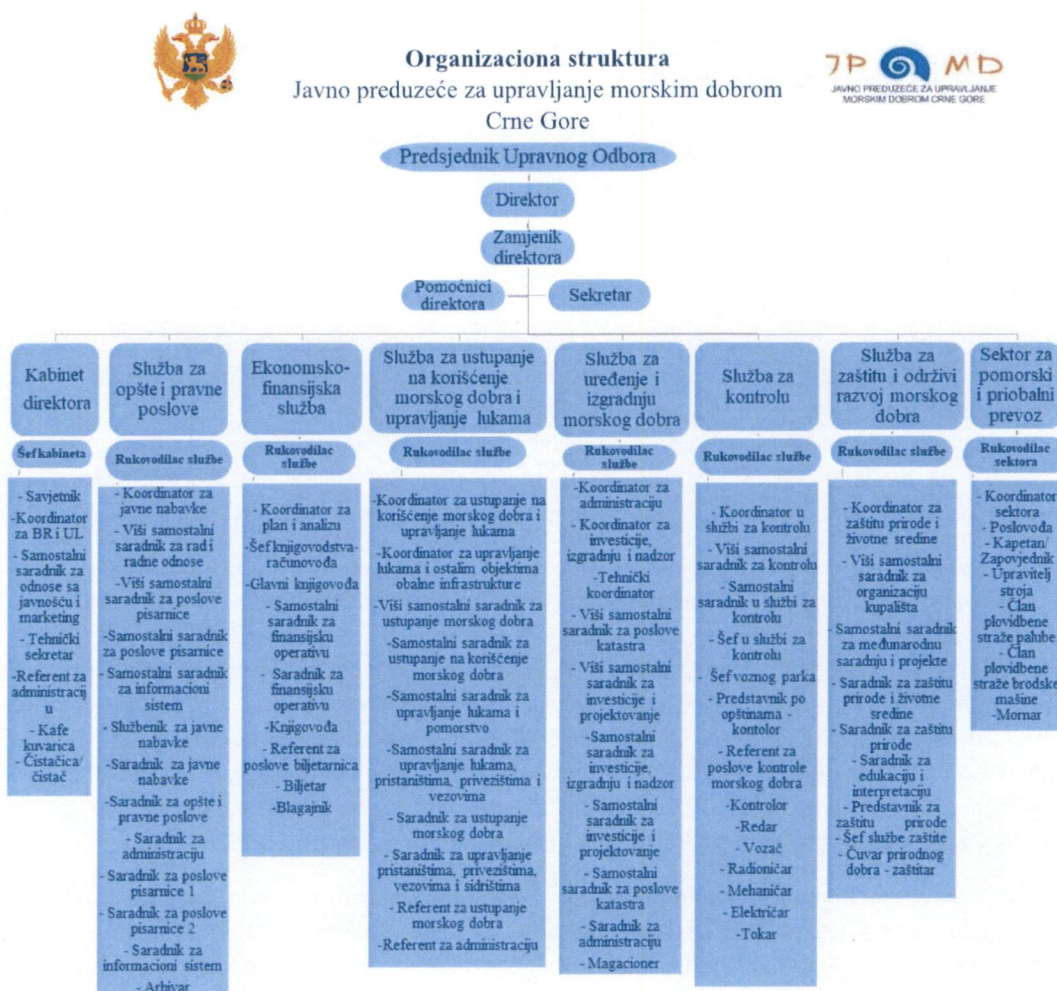 Organizaciona struktura
Javno preduzeće za upravljanje morskim dobrom
Crne Gore
JP MD
JAVNO PREDUZEĆE ZA UPRAVLJANJE
MORSKIM DOBROM CRNE GORE
Predsjednik Upravnog Odbora
Direktor
Zamjenik
direktora
Pomoćnici
direktora
Sekretar
Kabinet
direktora
Šef kabineta
- Savjetnik
-Koordinator
za BR i UL
- Samostalni
saradnik za
odnose sa
javnošću i
marketing
- Tehnički
sekretar
-Referent za
administracij
u
- Kafe
kuvarica
- Čistačica/
čistač
Služba za
opšte i pravne
poslove
Rukovodilac službe
- Koordinator za
javne nabavke
- Viši samostalni
saradnik za rad i
radne odnose
-Viši samostalni
saradnik za poslove
pisarnice
-Samostalni saradnik
za poslove pisarnice
-Samostalni saradnik
za informacioni
sistem
- Službenik za javne
nabavke
-Saradnik za javne
nabavke
-Saradnik za opšte i
pravne poslove
- Saradnik za
administraciju
- Saradnik za poslove
pisarnice 1
- Saradnik za poslove
pisarnice 2
- Saradnik za
informacioni sistem
- Arhivar
Ekonomsko-
finansijska
služba
Rukovodilac
službe
- Koordinator za
plan i analizu
-Šef knjigovodstva-
računovođa
-Glavni knjigovođa
- Samostalni
saradnik za
finansijsku
operativu
- Saradnik za
finansijsku
operativu
-Knjigovođa
- Referent za
poslove biljetarnica
- Biljetar
-Blagajnik
Služba za ustupanje
na korišćenje
morskog dobra i
upravljanje lukama
Rukovodilac službe
-Koordinator za ustupanje na
korišćenje morskog dobra i
upravljanje lukama
-Koordinator za upravljanje
lukama i ostalim objektima
obalne infrastrukture
-Viši samostalni saradnik za
ustupanje morskog dobra
-Samostalni saradnik za
ustupanje na korišćenje
morskog dobra
-Samostalni saradnik za
upravljanje lukama i
pomorstvo
-Samostalni saradnik za
upravljanje lukama,
pristaništima, privezištima i
vezovima
- Saradnik za ustupanje
morskog dobra
- Saradnik za upravljanje
pristaništima, privezištima,
vezovima i sidrištima
- Referent za ustupanje
morskog dobra
-Referent za administraciju
Služba za
uređenje i
izgradnju
morskog dobra
Rukovodilac
službe
-Koordinator za
administraciju
- Koordinator za
investicije,
izgradnju i nadzor
-Tehnički
koordinator
- Viši samostalni
saradnik za poslove
katastra
- Viši samostalni
saradnik za
investicije i
projektovanje
-Samostalni
saradnik za
investicije,
izgradnju i nadzor
- Samostalni
saradnik za
investicije i
projektovanje
- Samostalni
saradnik za poslove
katastra
- Saradnik za
administraciju
- Magacioner
Služba za
kontrolu
Rukovodilac službe
- Koordinator u
službi za kontrolu
- Viši samostalni
saradnik za kontrolu
- Samostalni
saradnik u službi za
kontrolu
- Šef u službi za
kontrolu
- Šef voznog parka
- Predstavnik po
opštinama -
kontolor
- Referent za
poslove kontrole
morskog dobra
-Kontrolor
-Redar
- Vozač
- Radioničar
- Mehaničar
- Električar
-Tokar
Služba za
zaštitu i održivi
razvoj morskog
dobra
Rukovodilac službe
- Koordinator za
zaštitu prirode i
životne sredine
- Viši samostalni
saradnik za
organizaciju
kupališta
-Samostalni saradnik
za međunarodnu
saradnju i projekte
- Saradnik za zaštitu
prirode i životne
sredine
- Saradnik za zaštitu
prirode
- Saradnik za
edukaciju i
interpretaciju
- Predstavnik za
zaštitu prirode
- Šef službe zaštite
- Čuvar prirodnog
dobra - zaštitar
Sektor za
pomorski
i priobalni
prevoz
Rukovodilac
sektora
- Koordinator
sektora
- Poslovođa
- Kapetan/
Zapovjednik
- Upravitelj
stroja
- Član
plovidbene
straže palube
- Član
plovidbene
straže brodske
mašine
-Mornar